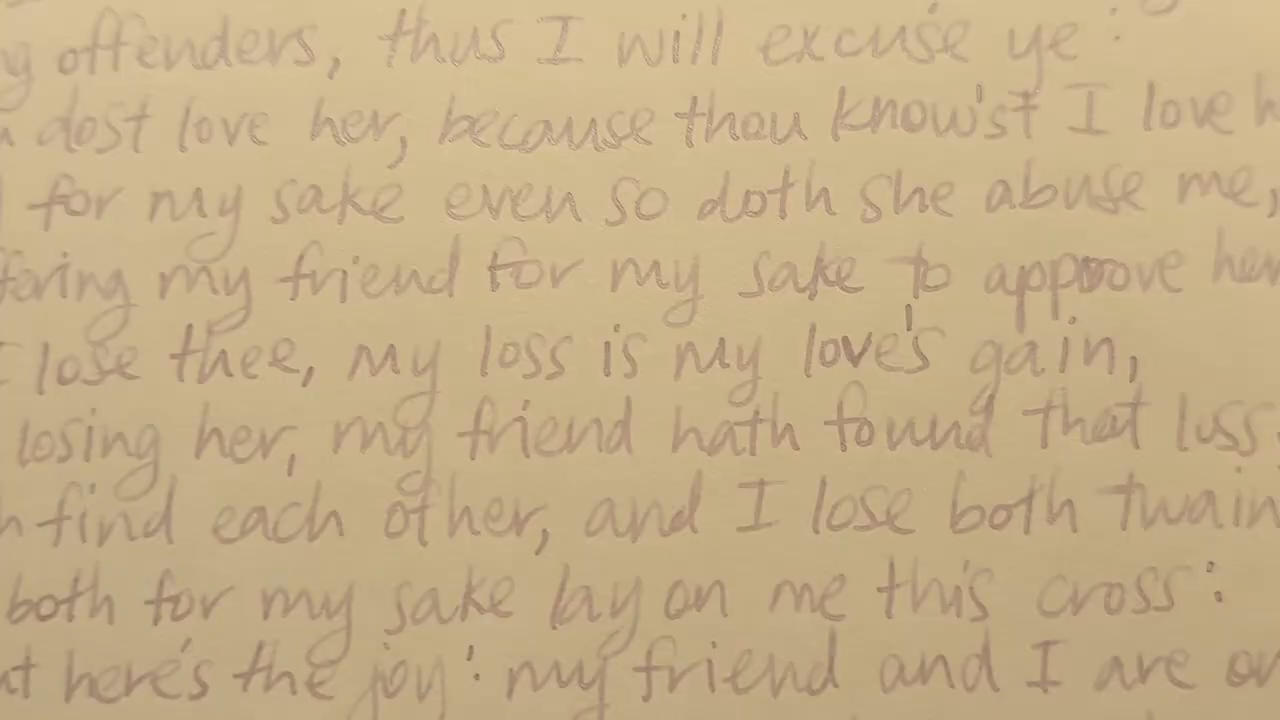 offenders, thus I will excuse ye:
dost love her, because thou know'st I love
for my sake even so doth she abuse me,
my friend for my sake to approve her
lose thee, my loss is my love's gain,
losing her, my friend hath found that loss
find each other, and I lose both twain
both for my sake lay on me this cross:
here's the joy: my friend and I are